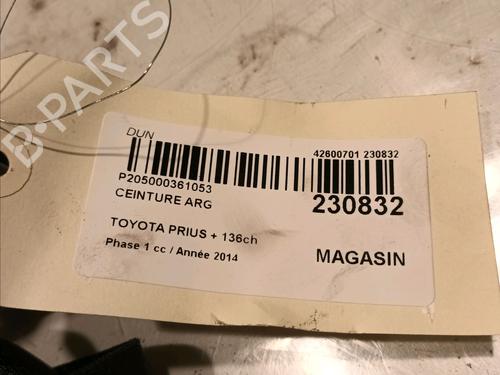 B-PARTS
DUN
42600701 230832
P205000361053
CEINTURE ARG
230832
TOYOTA PRIUS + 136ch
Phase 1 cc / Année 2014
MAGASIN